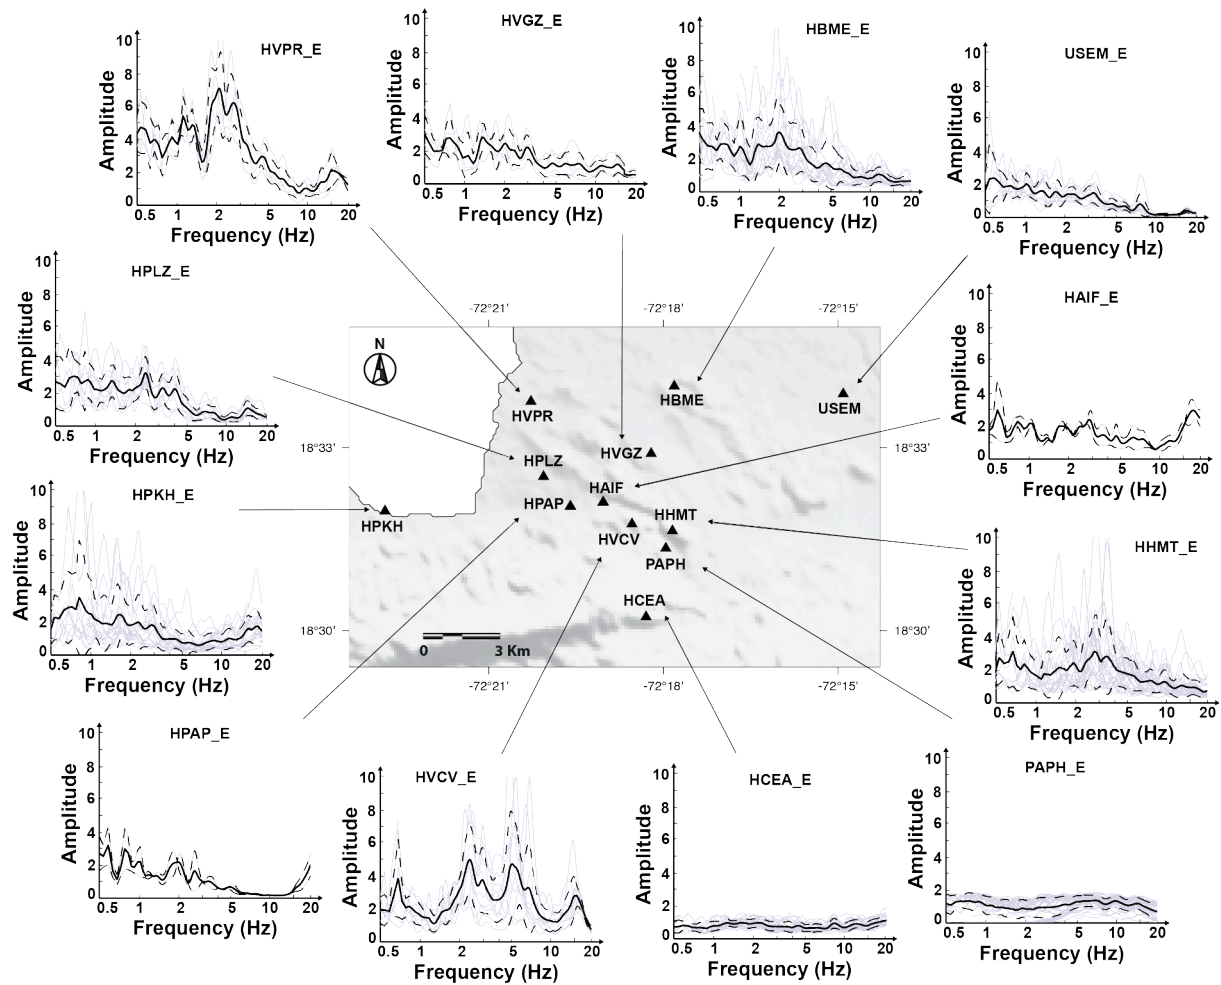 HVPR_E
Amplitude
10
8
6
4
2
0
0.5 1 2 5 10 20
Frequency (Hz)
HVGZ_E
Amplitude
10
8
6
4
2
0
0.5 1 2 5 10 20
Frequency (Hz)
HBME_E
Amplitude
10
8
6
4
2
0
0.5 1 2 5 10 20
Frequency (Hz)
USEM_E
Amplitude
10
8
6
4
2
0
0.5 1 2 5 10 20
Frequency (Hz)
HPLZ_E
Amplitude
10
8
6
4
2
0
0.5 1 2 5 10 20
Frequency (Hz)
HAIF_E
Amplitude
10
8
6
4
2
0
0.5 1 2 5 10 20
Frequency (Hz)
-72°21' -72°18' -72°15'
N
HBME
HVPR
USEM
18°33' 18°33'
HVGZ
HPLZ
HAIF
HPAP
HHMT
HPKH
HVCV
PAPH
HCEA
18°30' 18°30'
0 3 Km
-72°21' -72°18' -72°15'
HPKH_E
Amplitude
10
8
6
4
2
0
0.5 1 2 5 10 20
Frequency (Hz)
HHMT_E
Amplitude
10
8
6
4
2
0
0.5 1 2 5 10 20
Frequency (Hz)
HPAP_E
Amplitude
10
8
6
4
2
0
0.5 1 2 5 10 20
Frequency (Hz)
HVCV_E
Amplitude
10
8
6
4
2
0
0.5 1 2 5 10 20
Frequency (Hz)
HCEA_E
Amplitude
10
8
6
4
2
0
0.5 1 2 5 10 20
Frequency (Hz)
PAPH_E
Amplitude
10
8
6
4
2
0
0.5 1 2 5 10 20
Frequency (Hz)